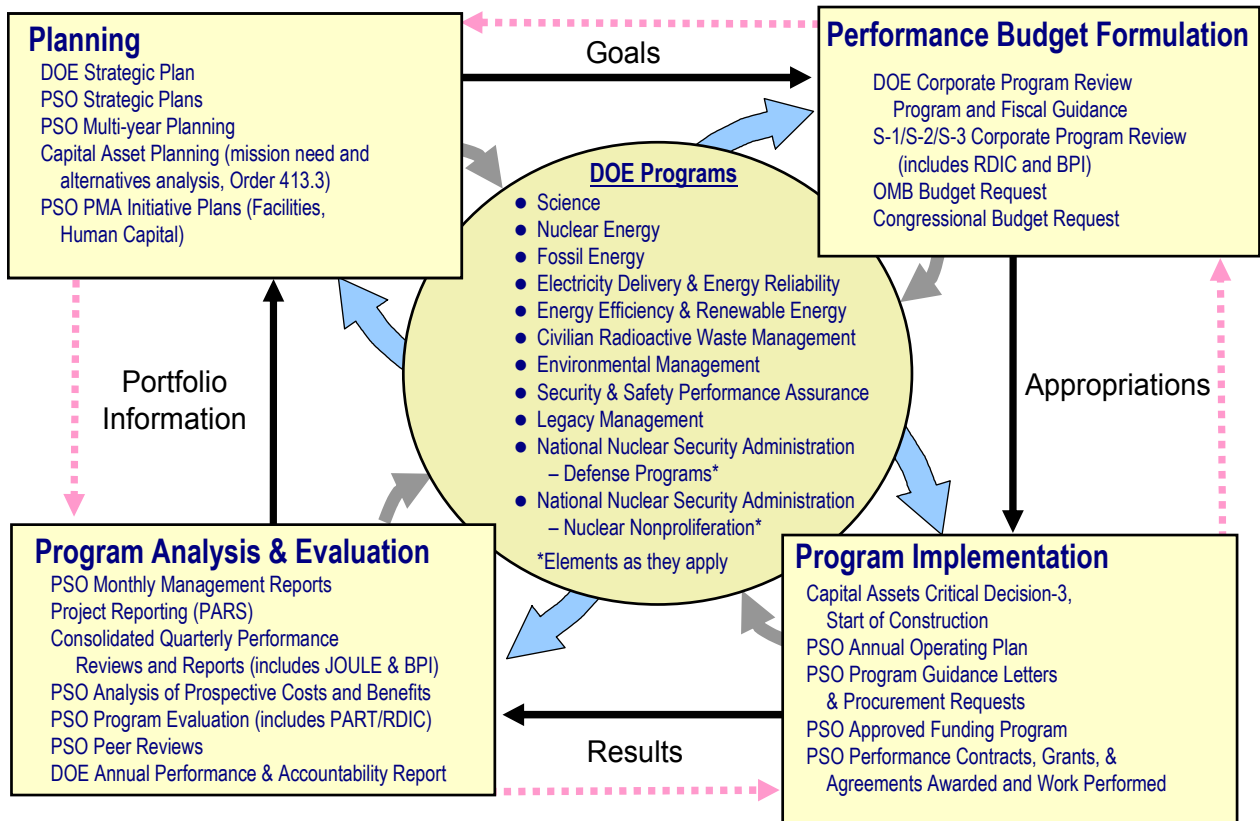 Planning
DOE Strategic Plan
PSO Strategic Plans
PSO Multi-year Planning
Capital Asset Planning (mission need and
alternatives analysis, Order 413.3)
PSO PMA Initiative Plans (Facilities,
Human Capital)
Goals
Performance Budget Formulation
DOE Corporate Program Review
Program and Fiscal Guidance
S-1/S-2/S-3 Corporate Program Review
(includes RDIC and BPI)
OMB Budget Request
Congressional Budget Request
DOE Programs
● Science
● Nuclear Energy
● Fossil Energy
● Electricity Delivery & Energy Reliability
● Energy Efficiency & Renewable Energy
● Civilian Radioactive Waste Management
● Environmental Management
● Security & Safety Performance Assurance
● Legacy Management
● National Nuclear Security Administration
– Defense Programs*
● National Nuclear Security Administration
– Nuclear Nonproliferation*
*Elements as they apply
Portfolio
Information
Appropriations
Program Analysis & Evaluation
PSO Monthly Management Reports
Project Reporting (PARS)
Consolidated Quarterly Performance
Reviews and Reports (includes JOULE & BPI)
PSO Analysis of Prospective Costs and Benefits
PSO Program Evaluation (includes PART/RDIC)
PSO Peer Reviews
DOE Annual Performance & Accountability Report
Results
Program Implementation
Capital Assets Critical Decision-3,
Start of Construction
PSO Annual Operating Plan
PSO Program Guidance Letters
& Procurement Requests
PSO Approved Funding Program
PSO Performance Contracts, Grants, &
Agreements Awarded and Work Performed